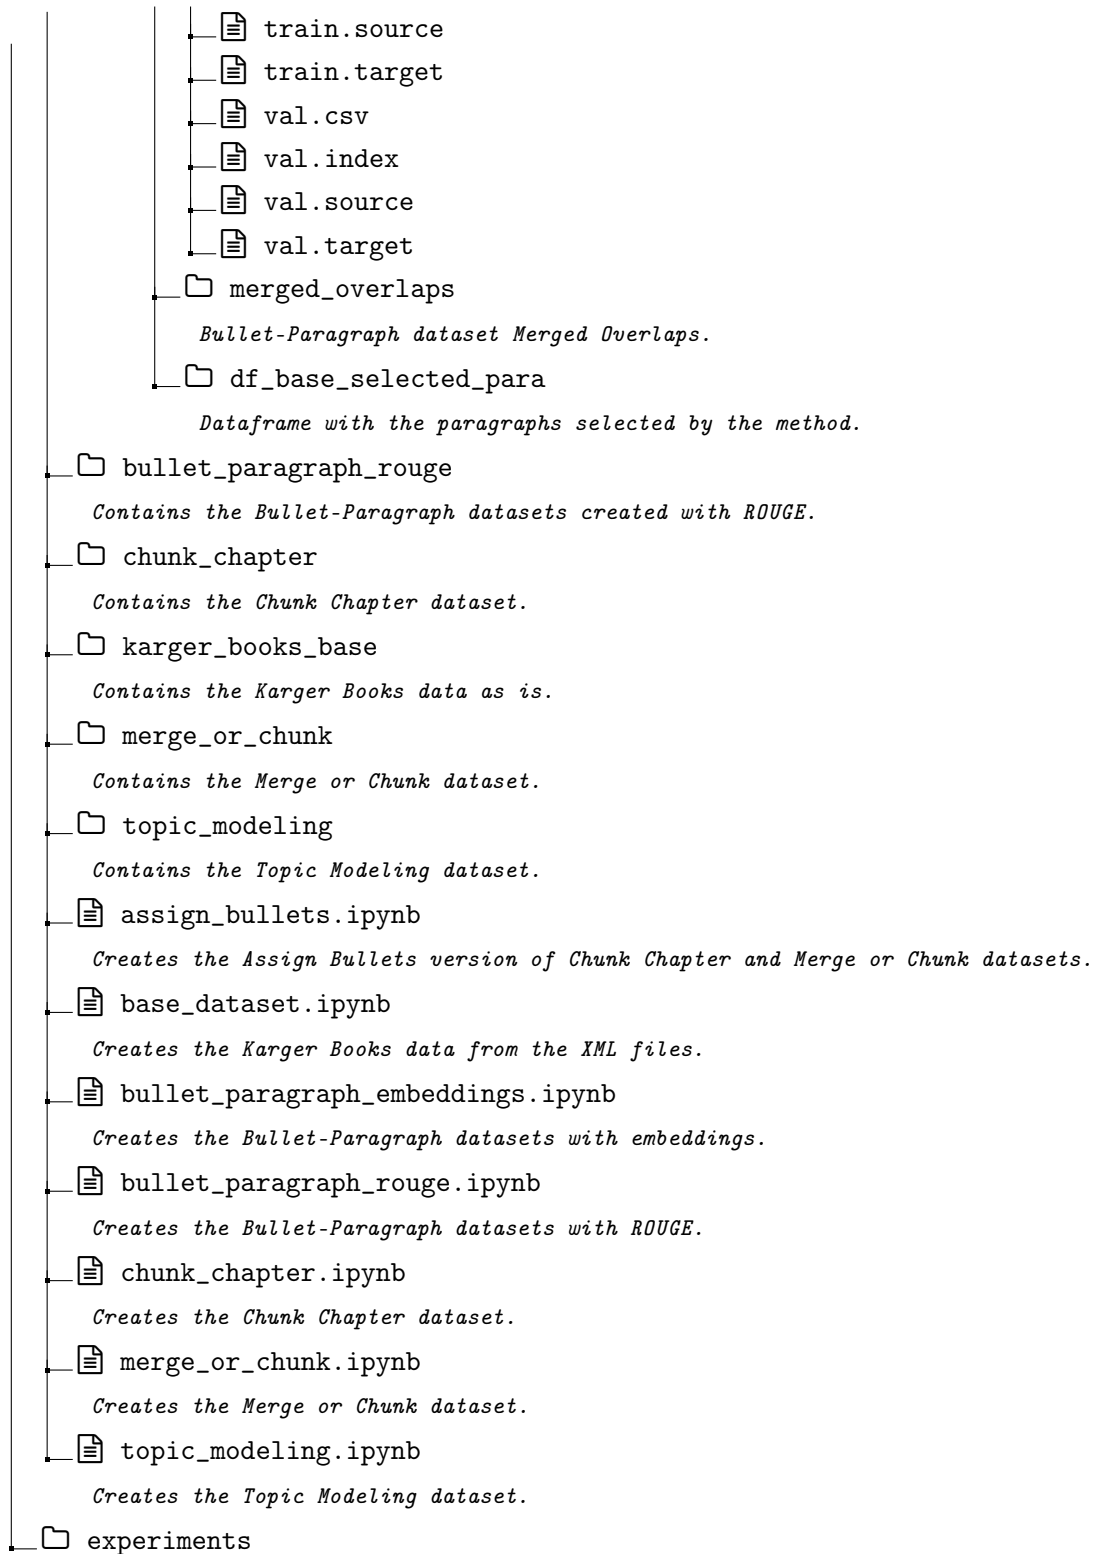 train.source
train.target
val.csv
val.index
val.source
val.target
merged_overlaps
Bullet-Paragraph dataset Merged Overlaps.
df_base_selected_para
Dataframe with the paragraphs selected by the method.
bullet_paragraph_rouge
Contains the Bullet-Paragraph datasets created with ROUGE.
chunk_chapter
Contains the Chunk Chapter dataset.
karger_books_base
Contains the Karger Books data as is.
merge_or_chunk
Contains the Merge or Chunk dataset.
topic_modeling
Contains the Topic Modeling dataset.
assign_bullets.ipynb
Creates the Assign Bullets version of Chunk Chapter and Merge or Chunk datasets.
base_dataset.ipynb
Creates the Karger Books data from the XML files.
bullet_paragraph_embeddings.ipynb
Creates the Bullet-Paragraph datasets with embeddings.
bullet_paragraph_rouge.ipynb
Creates the Bullet-Paragraph datasets with ROUGE.
chunk_chapter.ipynb
Creates the Chunk Chapter dataset.
merge_or_chunk.ipynb
Creates the Merge or Chunk dataset.
topic_modeling.ipynb
Creates the Topic Modeling dataset.
experiments